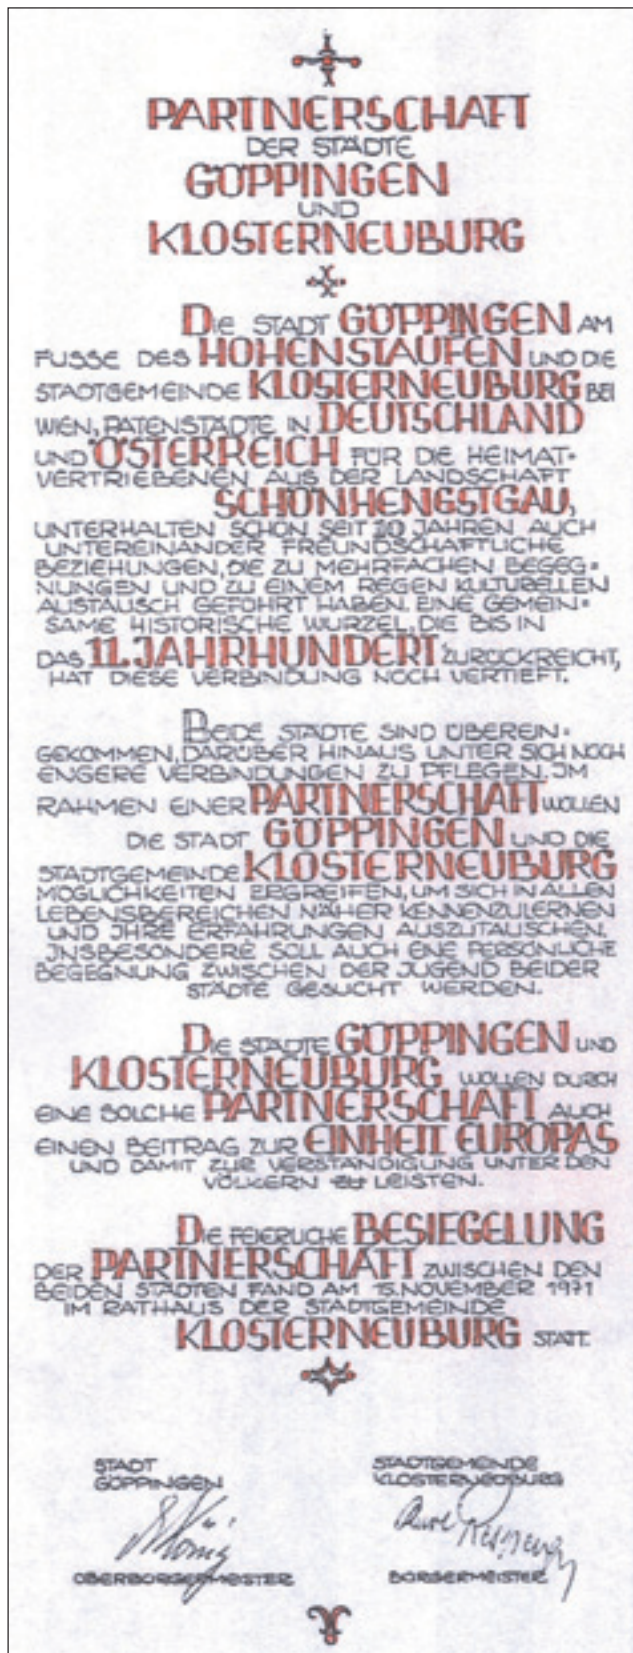 PARTNERSCHAFT
DER STÄDTE
GÖPPINGEN
UND
KLOSTERNEUBURG
DIE STADT GÖPPINGEN AM
FUSSE DES HOHENSTAUFEN UND DIE
STADTGEMEINDE KLOSTERNEUBURG BEI
WIEN, PATENSTÄDTE IN DEUTSCHLAND
UND ÖSTERREICH FÜR DIE HEIMAT-
VERTRIEBENEN AUS DER LANDSCHAFT
SCHÖNHENGSTGAU,
UNTERHALTEN SCHON SEIT 20 JAHREN AUCH
UNTEREINANDER FREUNDSCHAFTLICHE
BEZIEHUNGEN, DIE ZU MEHRFACHEN BEGEG-
NUNGEN UND ZU EINEM REGEN KULTURELLEN
AUSTAUSCH GEFÜHRT HABEN. EINE GEMEIN-
SAME HISTORISCHE WURZEL, DIE BIS IN
DAS 11. JAHRHUNDERT ZURÜCKREICHT,
HAT DIESE VERBINDUNG NOCH VERTIEFT.
BEIDE STÄDTE SIND ÜBEREIN-
GEKOMMEN, DARÜBER HINAUS UNTER SICH NOCH
ENGERE VERBINDUNGEN ZU PFLEGEN. JM
RAHMEN EINER PARTNERSCHAFT WOLLEN
DIE STADT GÖPPINGEN UND DIE
STADTGEMEINDE KLOSTERNEUBURG
MÖGLICHKEITEN ERGREIFEN, UM SICH IN ALLEN
LEBENSBEREICHEN NÄHER KENNENZULERNEN
UND JHRE ERFAHRUNGEN AUSZUTAUSCHEN.
JNSBESONDERE SOLL AUCH EINE PERSÖNLICHE
BEGEGNUNG ZWISCHEN DER JUGEND BEIDER
STÄDTE GESUCHT WERDEN.
DIE STÄDTE GÖPPINGEN UND
KLOSTERNEUBURG WOLLEN DURCH
EINE SOLCHE PARTNERSCHAFT AUCH
EINEN BEITRAG ZUR EINHEIT EUROPAS
UND DAMIT ZUR VERSTÄNDIGUNG UNTER DEN
VÖLKERN ZU LEISTEN.
DIE FEIERLICHE BESIEGELUNG
DER PARTNERSCHAFT ZWISCHEN DEN
BEIDEN STÄDTEN FAND AM 15. NOVEMBER 1971
IM RATHAUS DER STADTGEMEINDE
KLOSTERNEUBURG STATT.
STADT
GÖPPINGEN
STADTGEMEINDE
KLOSTERNEUBURG
König
OBERBÜRGERMEISTER
BÜRGERMEISTER